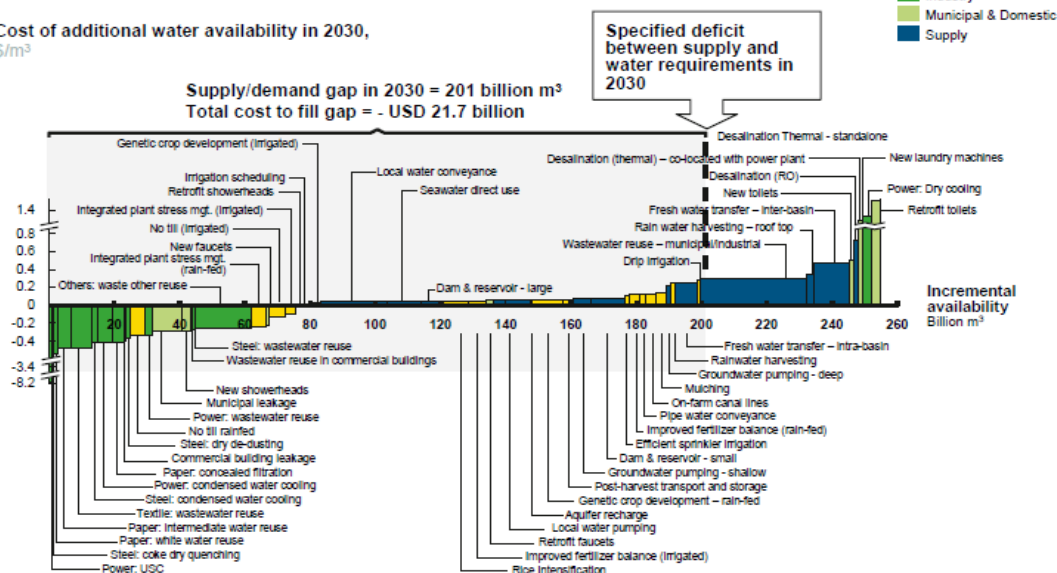 Cost of additional water availability in 2030,
$/m³
Municipal & Domestic
Supply
Specified deficit
between supply and
water requirements in
2030
Supply/demand gap in 2030 = 201 billion m³
Total cost to fill gap = - USD 21.7 billion
Genetic crop development (irrigated)
Irrigation scheduling
Retrofit showerheads
Integrated plant stress mgt. (irrigated)
No till (irrigated)
New faucets
Integrated plant stress mgt.
(rain-fed)
Others: waste other reuse
Local water conveyance
Seawater direct use
Dam & reservoir - large
Desalination Thermal - standalone
Desalination (thermal) – co-located with power plant
New laundry machines
Desalination (RO)
Power: Dry cooling
New toilets
Fresh water transfer – inter-basin
Retrofit toilets
Rain water harvesting – roof top
Wastewater reuse – municipal/industrial
Drip irrigation
1.4
0.8
0.6
0.4
0.2
0
-0.2
-0.4
-3.4
-8.2
20 40 60 80 100 120 140 160 180 200 220 240 260
Incremental
availability
Billion m³
Steel: wastewater reuse
Wastewater reuse in commercial buildings
New showerheads
Municipal leakage
Power: wastewater reuse
No till rainfed
Steel: dry de-dusting
Commercial building leakage
Paper: concealed filtration
Power: condensed water cooling
Steel: condensed water cooling
Textile: wastewater reuse
Paper: Intermediate water reuse
Paper: white water reuse
Steel: coke dry quenching
Power: USC
Fresh water transfer – intra-basin
Rainwater harvesting
Groundwater pumping - deep
Mulching
On-farm canal lines
Pipe water conveyance
Improved fertilizer balance (rain-fed)
Efficient sprinkler irrigation
Dam & reservoir - small
Groundwater pumping - shallow
Post-harvest transport and storage
Genetic crop development – rain-fed
Aquifer recharge
Local water pumping
Retrofit faucets
Improved fertilizer balance (irrigated)
Rice intensification